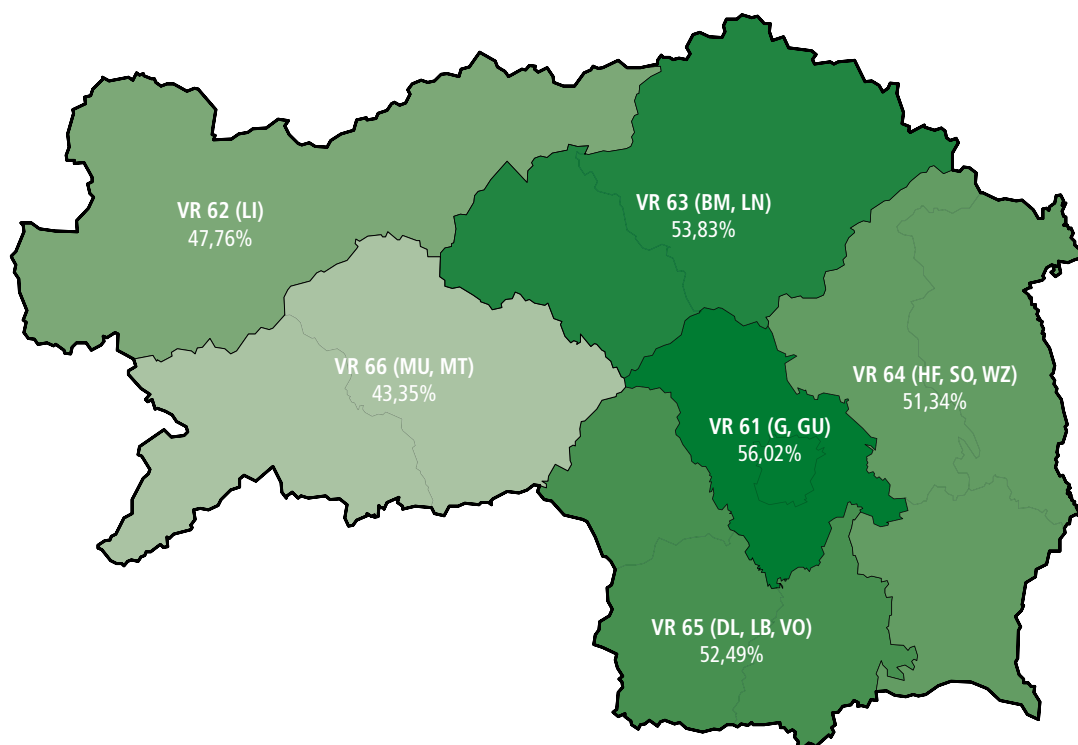 VR 62 (LI)
47,76%
VR 63 (BM, LN)
53,83%
VR 66 (MU, MT)
43,35%
VR 64 (HF, SO, WZ)
51,34%
VR 61 (G, GU)
56,02%
VR 65 (DL, LB, VO)
52,49%